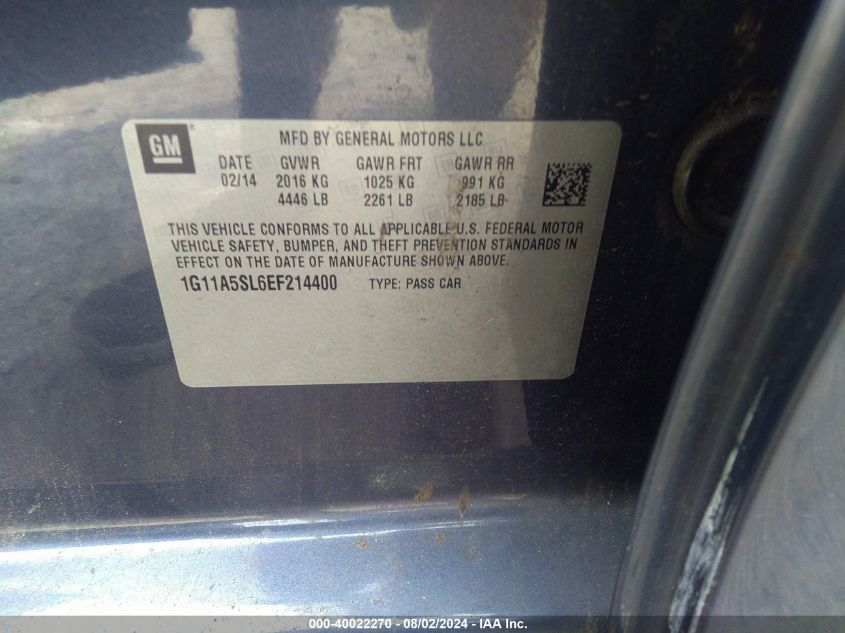 GM
MFD BY GENERAL MOTORS LLC
DATE GVWR GAWR FRT GAWR RR
02/14 2016 KG 1025 KG 991 KG
4446 LB 2261 LB 2185 LB
THIS VEHICLE CONFORMS TO ALL APPLICABLE U.S. FEDERAL MOTOR
VEHICLE SAFETY, BUMPER, AND THEFT PREVENTION STANDARDS IN
EFFECT ON THE DATE OF MANUFACTURE SHOWN ABOVE.
1G11A5SL6EF214400 TYPE: PASS CAR
000-40022270 - 08/02/2024 - IAA Inc.